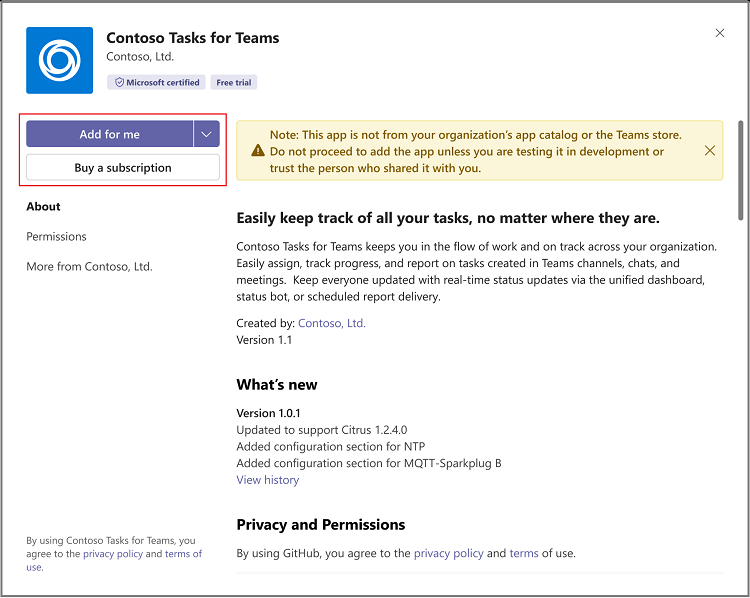 Contoso Tasks for Teams
Contoso, Ltd.
Microsoft certified
Free trial
Add for me
Buy a subscription
About
Permissions
More from Contoso, Ltd.
By using Contoso Tasks for Teams, you
agree to the privacy policy and terms of
use.
Note: This app is not from your organization's app catalog or the Teams store.
Do not proceed to add the app unless you are testing it in development or
trust the person who shared it with you.
Easily keep track of all your tasks, no matter where they are.
Contoso Tasks for Teams keeps you in the flow of work and on track across your organization.
Easily assign, track progress, and report on tasks created in Teams channels, chats, and
meetings.  Keep everyone updated with real-time status updates via the unified dashboard,
status bot, or scheduled report delivery.
Created by: Contoso, Ltd.
Version 1.1
What's new
Version 1.0.1
Updated to support Citrus 1.2.4.0
Added configuration section for NTP
Added configuration section for MQTT-Sparkplug B
View history
Privacy and Permissions
By using GitHub, you agree to the privacy policy and terms of use.